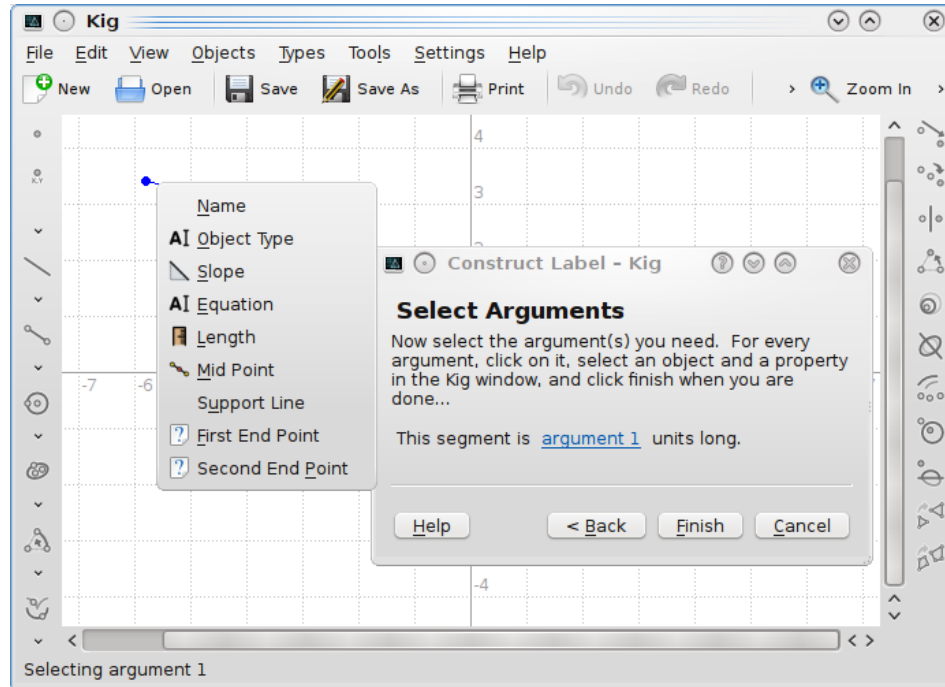 Kig
File Edit View Objects Types Tools Settings Help
New Open Save Save As Print Undo Redo Zoom In
4
3
Name
Object Type
Slope
Equation
Length
Mid Point
Support Line
First End Point
Second End Point
Construct Label – Kig
Select Arguments
Now select the argument(s) you need. For every
argument, click on it, select an object and a property
in the Kig window, and click finish when you are
done...
This segment is argument 1 units long.
Help < Back Finish Cancel
-7 -6
-4
Selecting argument 1